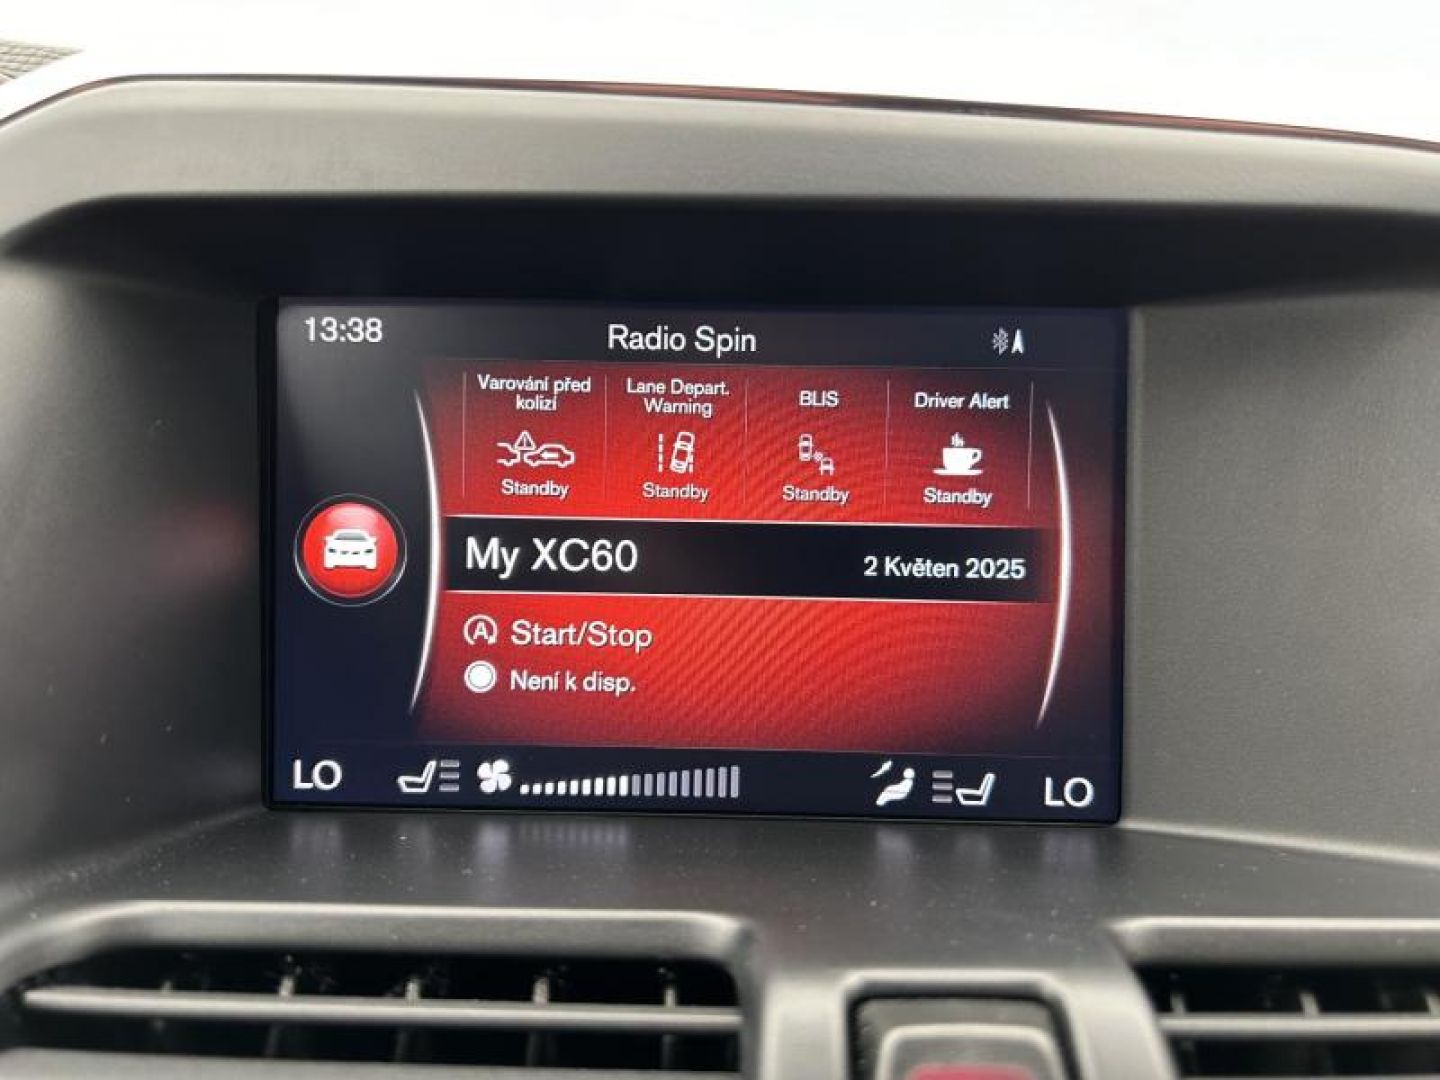 13:38
Radio Spin
Varování před
kolizí
Lane Depart.
Warning
BLIS
Driver Alert
Standby
Standby
Standby
Standby
My XC60
2 Květen 2025
A Start/Stop
Není k disp.
LO
LO